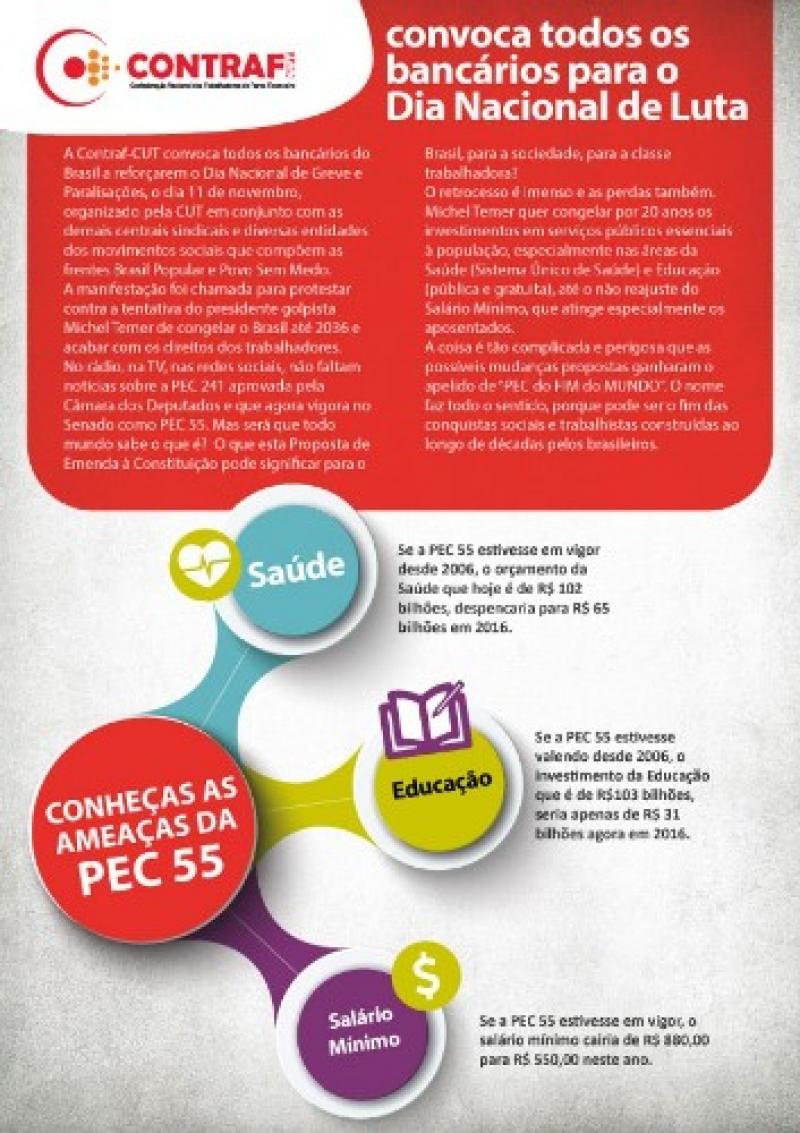 CONTRAF
CUT
Confederação Nacional dos Trabalhadores do Ramo Financeiro
convoca todos os
bancários para o
Dia Nacional de Luta
A Contraf-CUT convoca todos os bancários do
Brasil a reforçarem o Dia Nacional de Greve e
Paralisações, o dia 11 de novembro,
organizado pela CUT em conjunto com as
demais centrais sindicais e diversas entidades
dos movimentos sociais que compõem as
frentes Brasil Popular e Povo Sem Medo.
A manifestação foi chamada para protestar
contra a tentativa do presidente golpista
Michel Temer de congelar o Brasil até 2036 e
acabar com os direitos dos trabalhadores.
No rádio, na TV, nas redes sociais, não faltam
notícias sobre a PEC 241 aprovada pela
Câmara dos Deputados e que agora vigora no
Senado como PEC 55. Mas será que todo
mundo sabe o que é? O que esta Proposta de
Emenda à Constituição pode significar para o
Brasil, para a sociedade, para a classe
trabalhadora?
O retrocesso é imenso e as perdas também.
Michel Temer quer congelar por 20 anos os
investimentos em serviços públicos essenciais
à população, especialmente nas áreas da
Saúde (Sistema Único de Saúde) e Educação
(pública e gratuita), até o não reajuste do
Salário Mínimo, que atinge especialmente os
aposentados.
A coisa é tão complicada e perigosa que as
possíveis mudanças propostas ganharam o
apelido de "PEC do FIM do MUNDO". O nome
faz todo o sentido, porque pode ser o fim das
conquistas sociais e trabalhistas construídas ao
longo de décadas pelos brasileiros.
Saúde
Se a PEC 55 estivesse em vigor
desde 2006, o orçamento da
Saúde que hoje é de R$ 102
bilhões, despencaria para R$ 65
bilhões em 2016.
Educação
Se a PEC 55 estivesse
valendo desde 2006, o
investimento da Educação
que é de R$103 bilhões,
seria apenas de R$ 31
bilhões agora em 2016.
CONHEÇAS AS
AMEAÇAS DA
PEC 55
$
Salário
Mínimo
Se a PEC 55 estivesse em vigor, o
salário mínimo cairia de R$ 880,00
para R$ 550,00 neste ano.